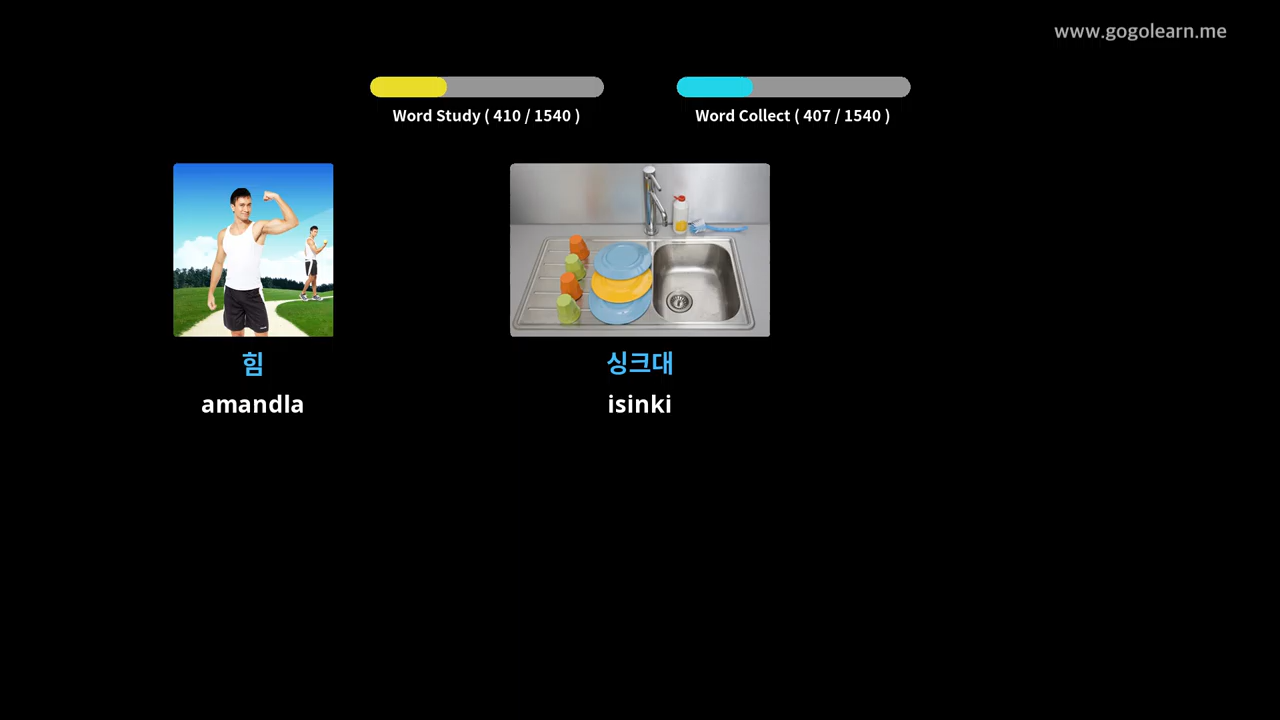 www.gogolearn.me
Word Study ( 410 / 1540 )
Word Collect ( 407 / 1540 )
힘
amandla
싱크대
isinki